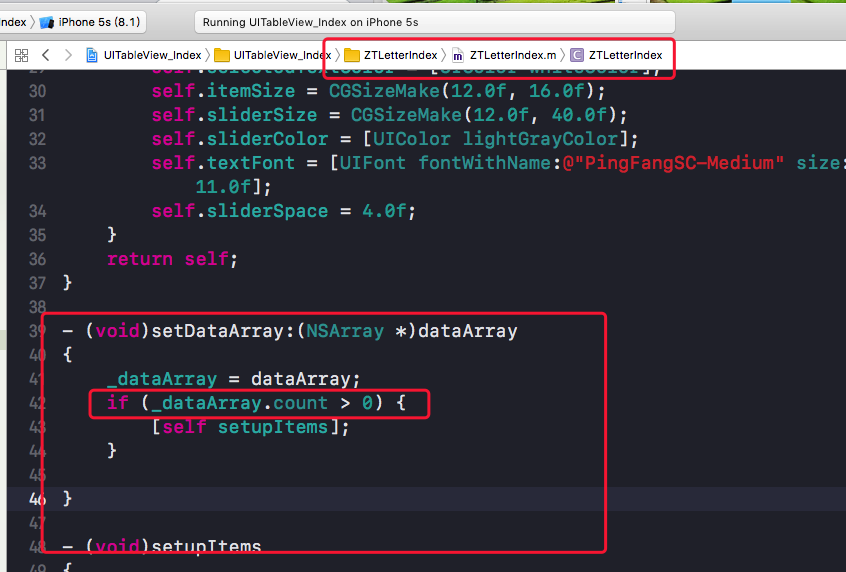 Index iPhone 5s (8.1) Running UITableView_Index on iPhone 5s
UITableView_Index UITableView_Index ZTLetterIndex ZTLetterIndex.m ZTLetterIndex
30 self.itemSize = CGSizeMake(12.0f, 16.0f);
31 self.sliderSize = CGSizeMake(12.0f, 40.0f);
32 self.sliderColor = [UIColor lightGrayColor];
33 self.textFont = [UIFont fontWithName:@"PingFangSC-Medium" size:
11.0f];
34 self.sliderSpace = 4.0f;
35 }
36 return self;
37 }
38
39 - (void)setDataArray:(NSArray *)dataArray
40 {
41 _dataArray = dataArray;
42 if (_dataArray.count > 0) {
43 [self setupItems];
44 }
45
46 }
47
48 - (void)setupItems
49 {